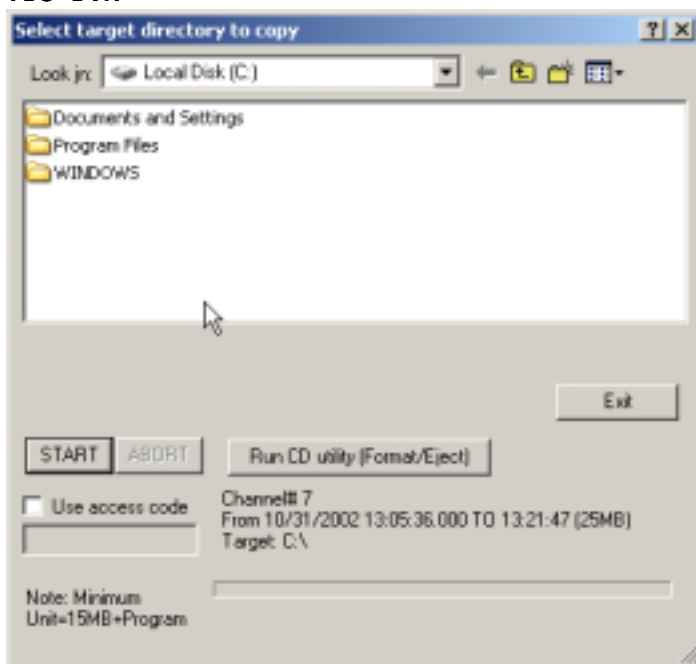 Select target directory to copy
Look in: Local Disk (C:)
Documents and Settings
Program Files
WINDOWS
Exit
START ABORT Run CD utility (Format/Eject)
Use access code
Channel# 7
From 10/31/2002 13:05:36.000 TO 13:21:47 (25MB)
Target: C:\
Note: Minimum
Unit=15MB+Program